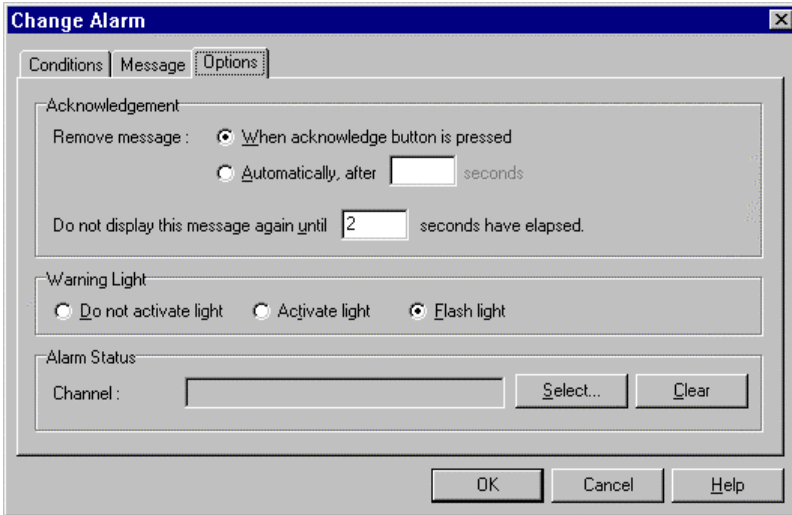 Change Alarm
Conditions Message Options
Acknowledgement
Remove message : When acknowledge button is pressed
Automatically, after seconds
Do not display this message again until 2 seconds have elapsed.
Warning Light
Do not activate light Activate light Flash light
Alarm Status
Channel : Select... Clear
OK Cancel Help